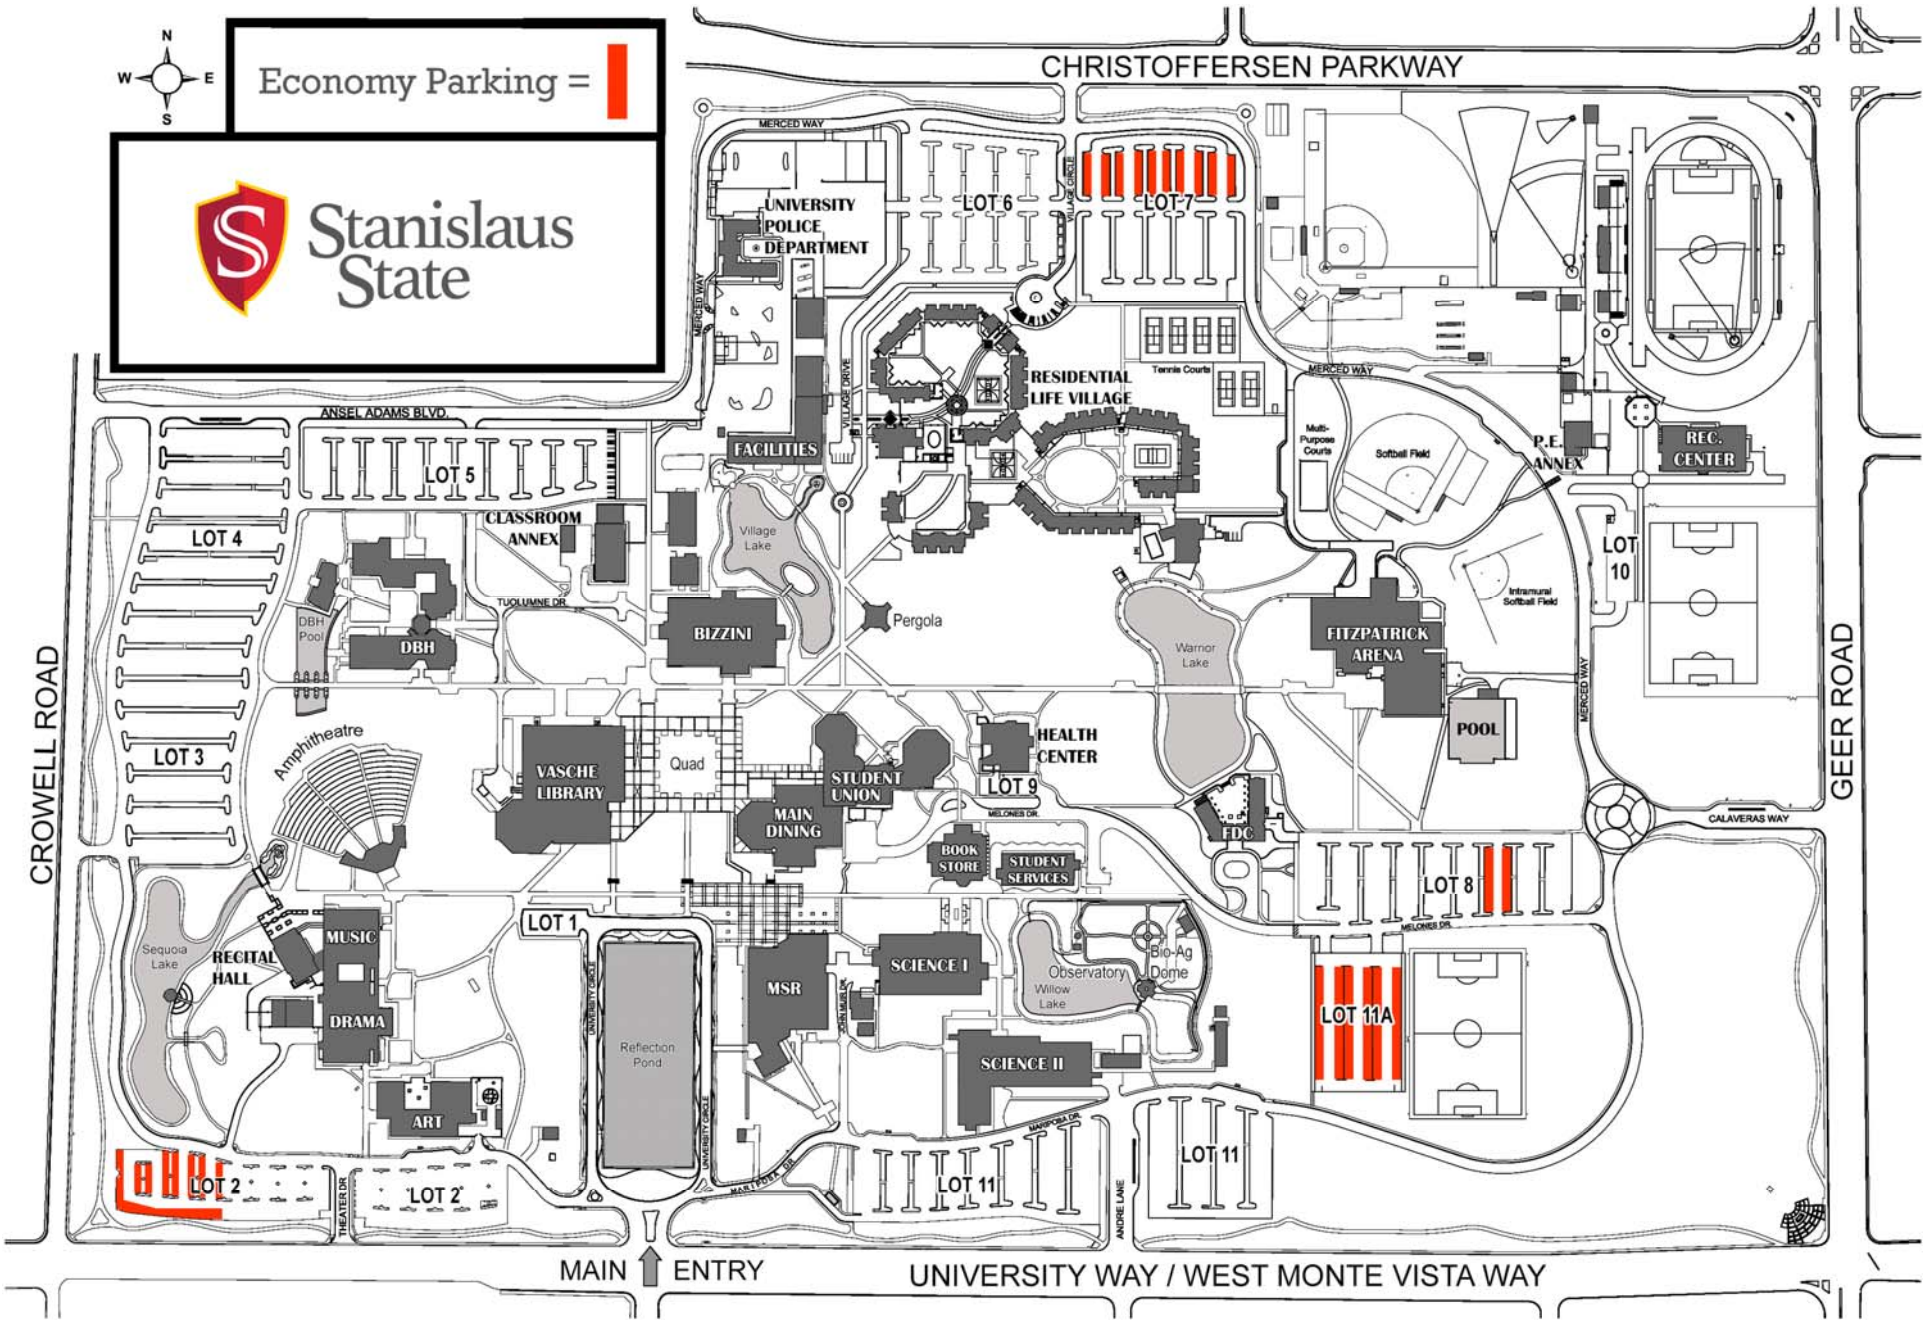 N
W E
S
Economy Parking =
Stanislaus
State
CHRISTOFFERSEN PARKWAY
MERCED WAY
VILLAGE CIRCLE
LOT 6
LOT 7
UNIVERSITY
POLICE
DEPARTMENT
MERCED WAY
VILLAGE DRIVE
RESIDENTIAL
LIFE VILLAGE
Tennis Courts
MERCED WAY
ANSEL ADAMS BLVD.
LOT 5
FACILITIES
Multi-
Purpose
Courts
Softball Field
P.E.
ANNEX
REC.
CENTER
LOT 4
CLASSROOM
ANNEX
Village
Lake
LOT
10
TUOLUMNE DR.
DBH
Pool
DBH
BIZZINI
Pergola
Warrior
Lake
FITZPATRICK
ARENA
Intramural
Softball Field
CROWELL ROAD
GEER ROAD
MERCED WAY
POOL
LOT 3
Amphitheatre
VASCHE
LIBRARY
Quad
STUDENT
UNION
HEALTH
CENTER
LOT 9
MELONES DR.
MAIN
DINING
FDC
CALAVERAS WAY
BOOK
STORE
STUDENT
SERVICES
LOT 8
MELONES DR.
LOT 1
MUSIC
RECITAL
HALL
Sequoia
Lake
DRAMA
UNIVERSITY CIRCLE
Reflection
Pond
UNIVERSITY CIRCLE
MSR
JOHN MUIR DR.
SCIENCE I
Observatory
Bio-Ag
Dome
Willow
Lake
LOT 11A
SCIENCE II
ART
MARIPOSA DR.
LOT 2
THEATER DR
LOT 2
MARIPOSA DR
LOT 11
ANDRE LANE
LOT 11
MAIN ENTRY
UNIVERSITY WAY / WEST MONTE VISTA WAY